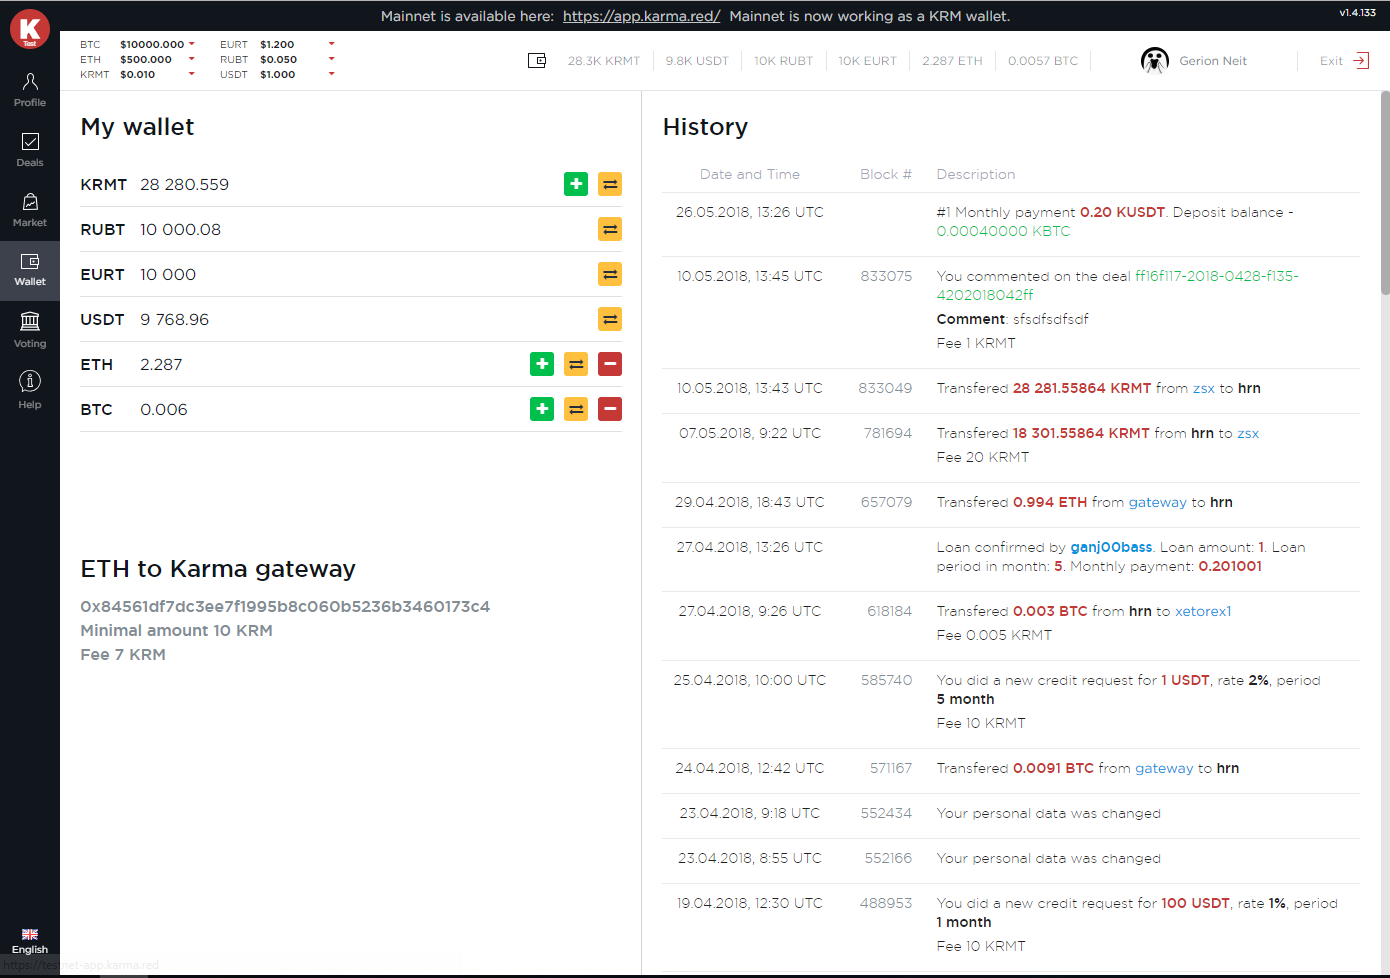 Mainnet is available here: https://app.karma.red/ Mainnet is now working as a KRM wallet.
v1.4.133
K
Test
BTC $10000.000 EURT $1.200
ETH $500.000 RUBT $0.050
KRMT $0.010 USDT $1.000
28.3K KRMT 9.8K USDT 10K RUBT 10K EURT 2.287 ETH 0.0057 BTC
Gerion Neit
Exit
Profile
Deals
Market
Wallet
Voting
Help
English
https://testnet-app.karma.red
My wallet
KRMT 28 280.559
RUBT 10 000.08
EURT 10 000
USDT 9 768.96
ETH 2.287
BTC 0.006
ETH to Karma gateway
0x84561df7dc3ee7f1995b8c060b5236b3460173c4
Minimal amount 10 KRM
Fee 7 KRM
History
Date and Time Block # Description
26.05.2018, 13:26 UTC #1 Monthly payment 0.20 KUSDT. Deposit balance -
0.00040000 KBTC
10.05.2018, 13:45 UTC 833075 You commented on the deal ff16f117-2018-0428-f135-
4202018042ff
Comment: sfsdfsdfsdf
Fee 1 KRMT
10.05.2018, 13:43 UTC 833049 Transfered 28 281.55864 KRMT from zsx to hrn
07.05.2018, 9:22 UTC 781694 Transfered 18 301.55864 KRMT from hrn to zsx
Fee 20 KRMT
29.04.2018, 18:43 UTC 657079 Transfered 0.994 ETH from gateway to hrn
27.04.2018, 13:26 UTC Loan confirmed by ganj00bass. Loan amount: 1. Loan
period in month: 5. Monthly payment: 0.201001
27.04.2018, 9:26 UTC 618184 Transfered 0.003 BTC from hrn to xetorex1
Fee 0.005 KRMT
25.04.2018, 10:00 UTC 585740 You did a new credit request for 1 USDT, rate 2%, period
5 month
Fee 10 KRMT
24.04.2018, 12:42 UTC 571167 Transfered 0.0091 BTC from gateway to hrn
23.04.2018, 9:18 UTC 552434 Your personal data was changed
23.04.2018, 8:55 UTC 552166 Your personal data was changed
19.04.2018, 12:30 UTC 488953 You did a new credit request for 100 USDT, rate 1%, period
1 month
Fee 10 KRMT